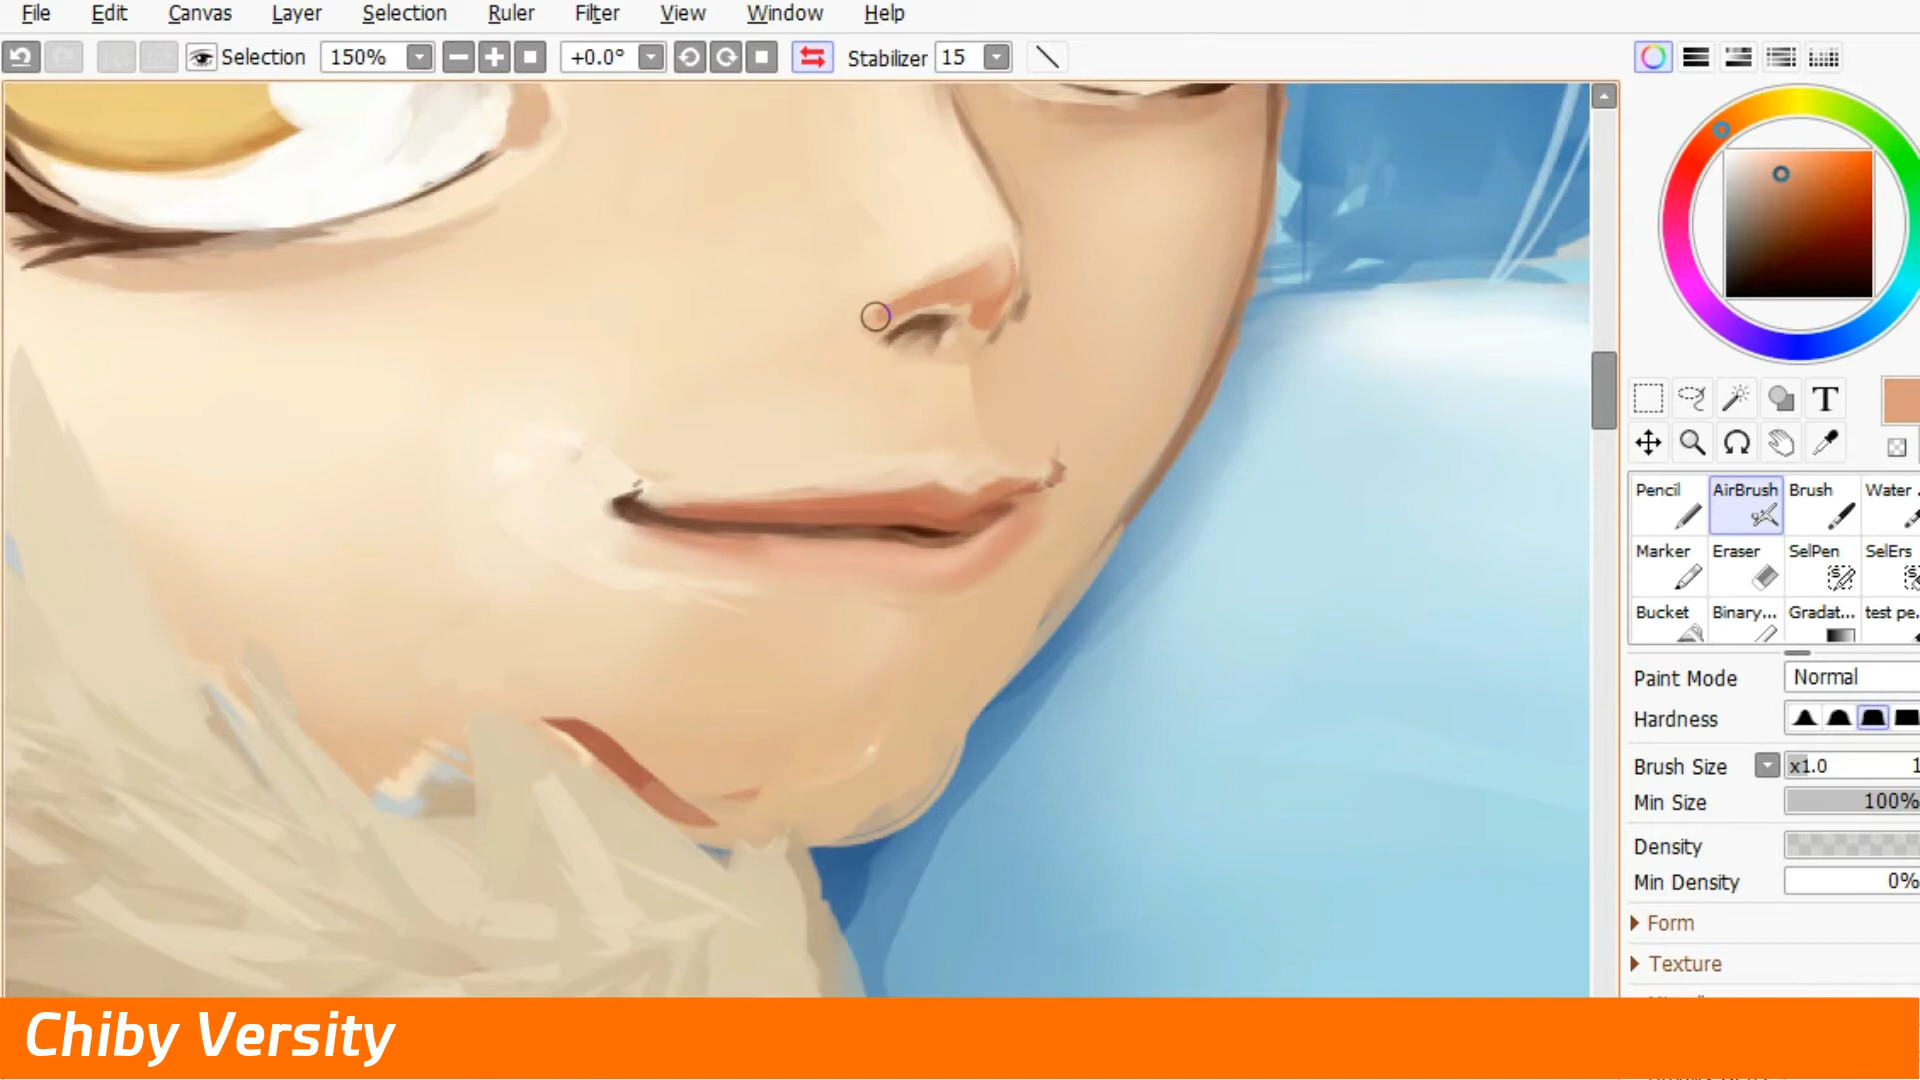 File Edit Canvas Layer Selection Ruler Filter View Window Help
Selection 150% +0.0° Stabilizer 15
T
Pencil AirBrush Brush Water
Marker Eraser SelPen SelErs
Bucket Binary... Gradat... test pe..
Paint Mode Normal
Hardness
Brush Size x1.0 1
Min Size 100%
Density
Min Density 0%
Form
Texture
Chiby Versity